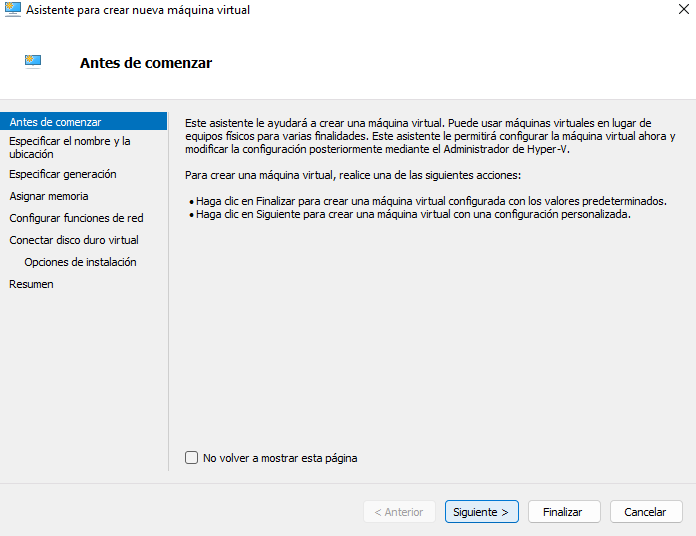 Asistente para crear nueva máquina virtual
Antes de comenzar
Antes de comenzar
Especificar el nombre y la
ubicación
Especificar generación
Asignar memoria
Configurar funciones de red
Conectar disco duro virtual
Opciones de instalación
Resumen
Este asistente le ayudará a crear una máquina virtual. Puede usar máquinas virtuales en lugar de
equipos físicos para varias finalidades. Este asistente le permitirá configurar la máquina virtual ahora y
modificar la configuración posteriormente mediante el Administrador de Hyper-V.
Para crear una máquina virtual, realice una de las siguientes acciones:
• Haga clic en Finalizar para crear una máquina virtual configurada con los valores predeterminados.
• Haga clic en Siguiente para crear una máquina virtual con una configuración personalizada.
No volver a mostrar esta página
< Anterior
Siguiente >
Finalizar
Cancelar